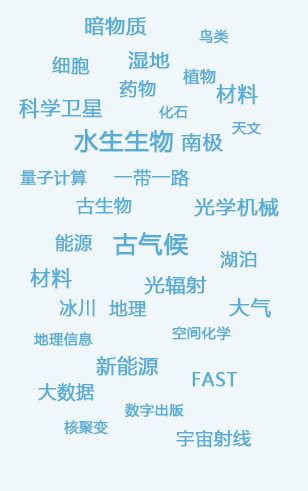 暗物质
鸟类
细胞
湿地
植物
药物
材料
科学卫星
化石
天文
水生生物
南极
量子计算
一带一路
古生物
光学机械
能源
古气候
湖泊
材料
光辐射
冰川
地理
大气
地理信息
空间化学
新能源
FAST
大数据
数字出版
核聚变
宇宙射线